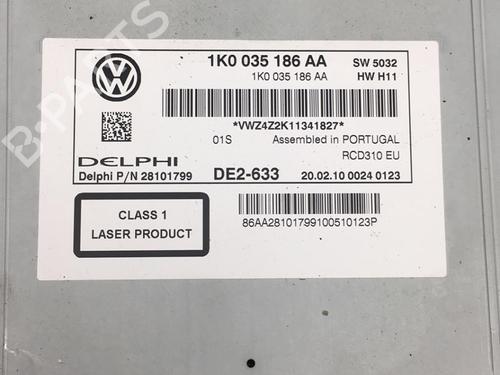 1K0 035 186 AA SW 5032
1K0 035 186 AA HW H11
*VWZ4Z2K11341827*
01S Assembled in PORTUGAL
RCD310 EU
DELPHI
Delphi P/N 28101799 DE2-633 20.02.10 0024 0123
CLASS 1
LASER PRODUCT
86AA28101799100510123P
B-PARTS